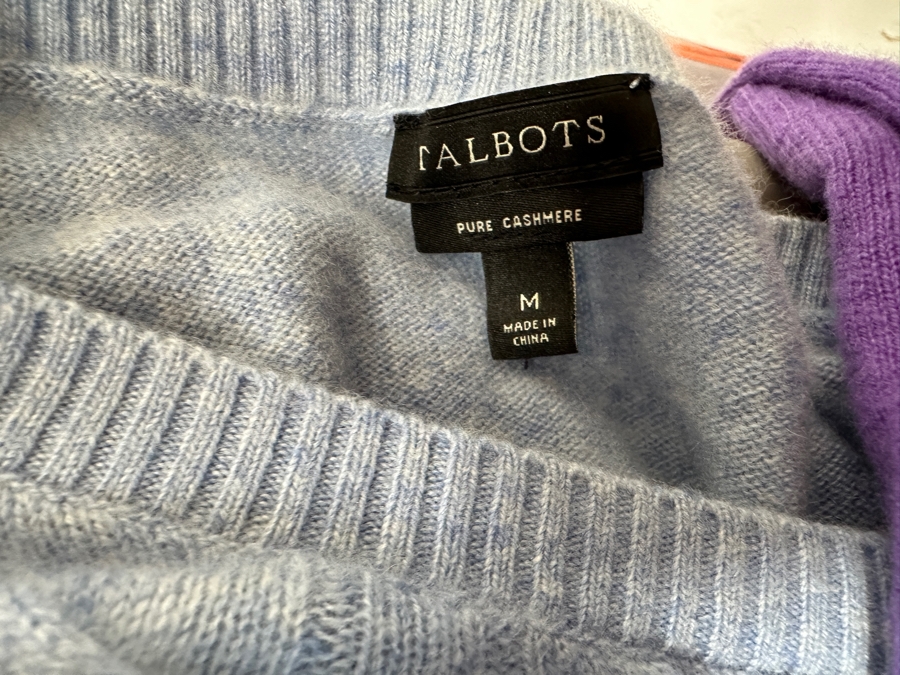 TALBOTS
PURE CASHMERE
M
MADE IN
CHINA